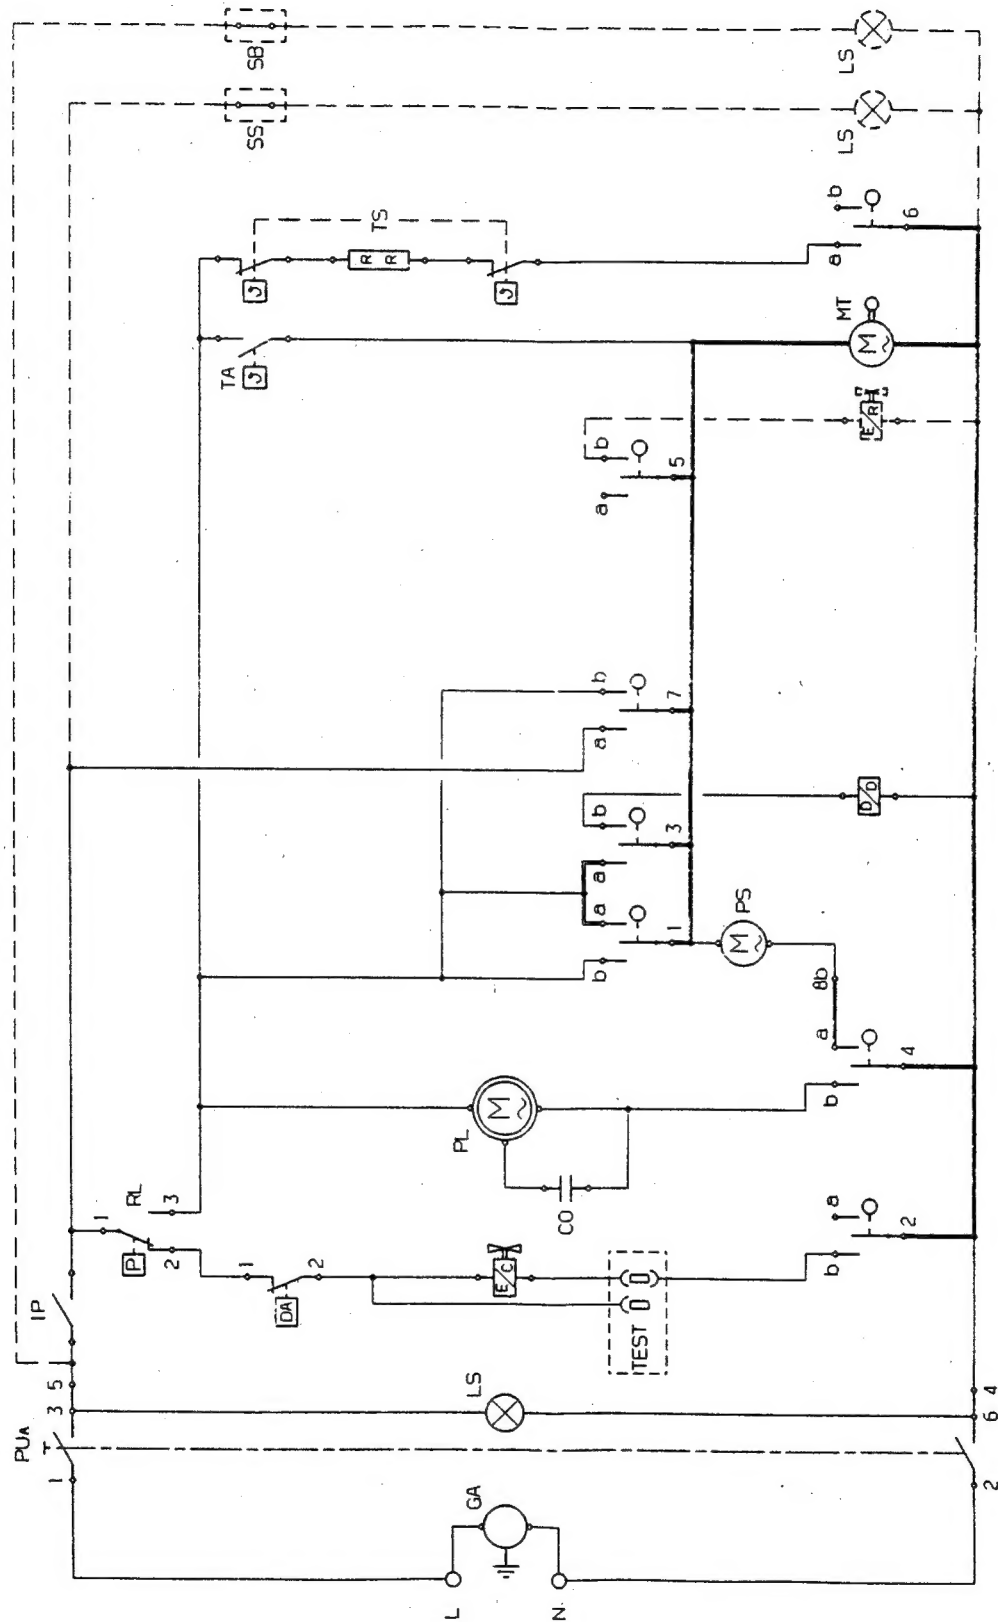 PUA
IP
1 3 5
1
P RL
2 3
TA SS SB
1 ϑ ϑ
DA
2
R R TS
L GA LS PL
E/C M ϑ
N CO
TEST
b a a b a b a b
1 3 7 5
M PS
8b
b a b a a b
MT LS LS
D/D E/R M
2 4 6
2 6 4